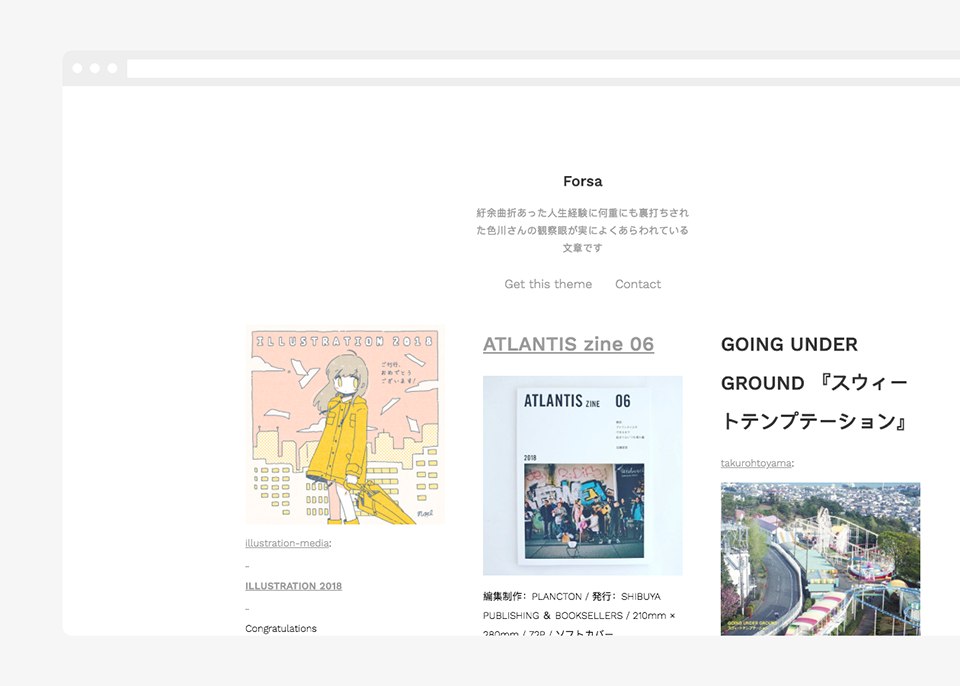 Forsa
紆余曲折あった人生経験に何重にも裏打ちされ
た色川さんの観察眼が実によくあらわれている
文章です
Get this theme Contact
ILLUSTRATION 2018
ご行行、
おめでとう
ございます!
illustration-media:
_
ILLUSTRATION 2018
_
Congratulations
ATLANTIS zine 06
ATLANTIS ZINE 06
2018
編集制作：PLANCTON / 発行：SHIBUYA
PUBLISHING & BOOKSELLERS / 210mm ×
280mm / 72P / ソフトカバー
GOING UNDER
GROUND 『スウィー
トテンプテーション』
takurohtoyama:
GOING UNDER GROUND
スウィートテンプテーション